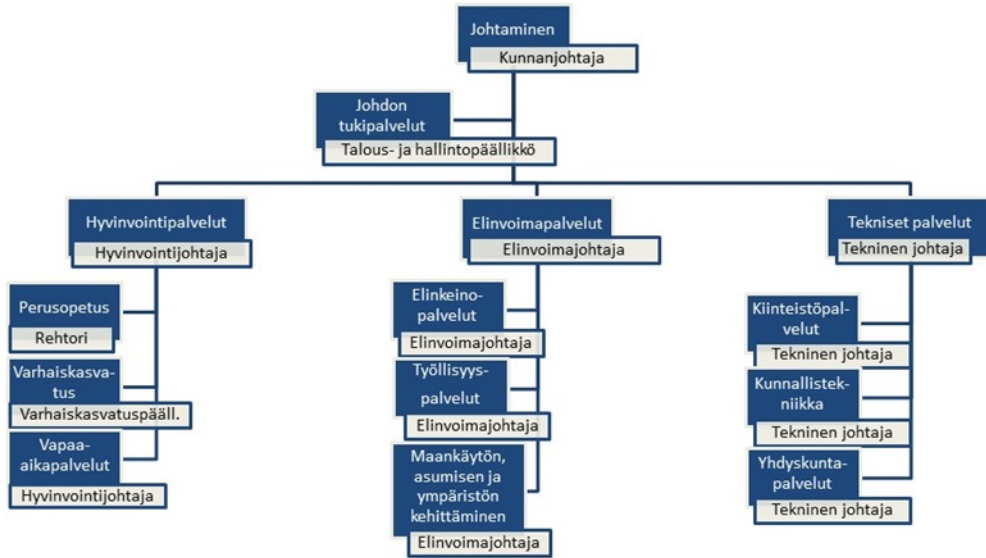 Johtaminen
Kunnanjohtaja
Johdon
tukipalvelut
Talous- ja hallintopäällikkö
Hyvinvointipalvelut
Hyvinvointijohtaja
Perusopetus
Rehtori
Varhaiskasva-
tus
Varhaiskasvatuspääll.
Vapaa-
aikapalvelut
Hyvinvointijohtaja
Elinvoimapalvelut
Elinvoimajohtaja
Elinkeino-
palvelut
Elinvoimajohtaja
Työllisyys-
palvelut
Elinvoimajohtaja
Maankäytön,
asumisen ja
ympäristön
kehittäminen
Elinvoimajohtaja
Tekniset palvelut
Tekninen johtaja
Kiinteistöpal-
velut
Tekninen johtaja
Kunnallistek-
niikka
Tekninen johtaja
Yhdyskunta-
palvelut
Tekninen johtaja